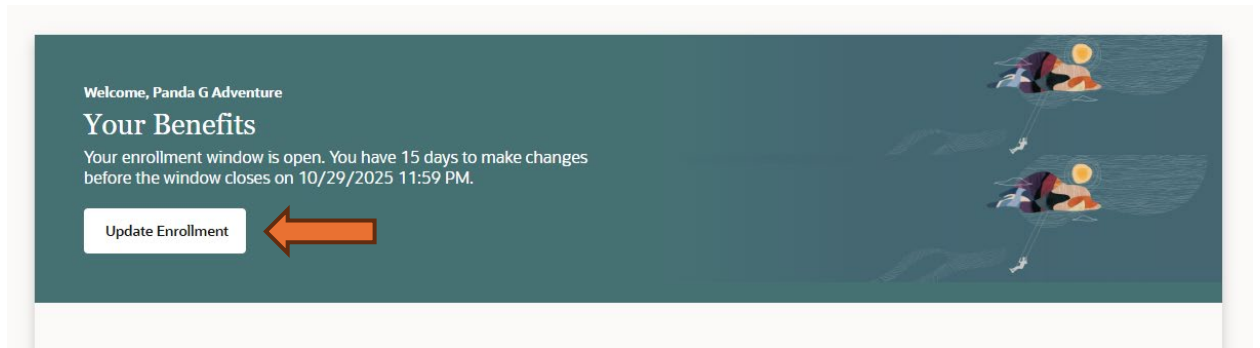 Welcome, Panda G Adventure
Your Benefits
Your enrollment window is open. You have 15 days to make changes
before the window closes on 10/29/2025 11:59 PM.
Update Enrollment